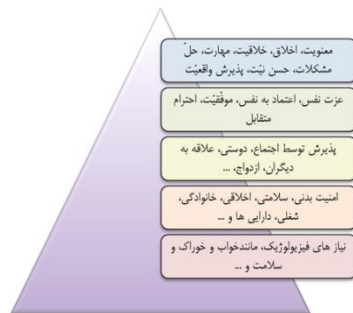 معنویت، اخلاق، خلاقیت، مهارت، حلّ
مشکلات، حسن نیّت، پذیرش واقعیّت
عزت نفس، اعتماد به نفس، موفّقیّت، احترام
متقابل
پذیرش توسط اجتماع، دوستی، علاقه به
دیگران، ازدواج، ...
امنیت بدنی، سلامتی، اخلاقی، خانوادگی،
شغلی، دارایی ها و ...
نیاز های فیزیولوژیک، مانندخواب و خوراک و
سلامت و ...